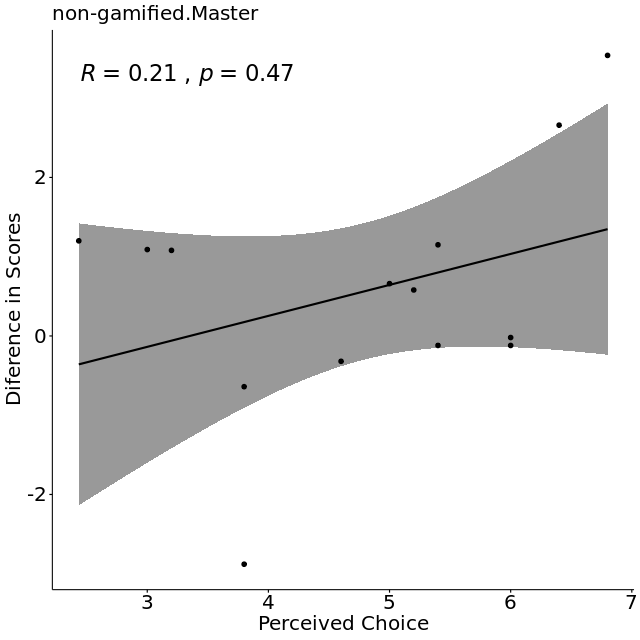 non-gamified.Master
R = 0.21 , p = 0.47
2
0
-2
Diference in Scores
3 4 5 6 7
Perceived Choice